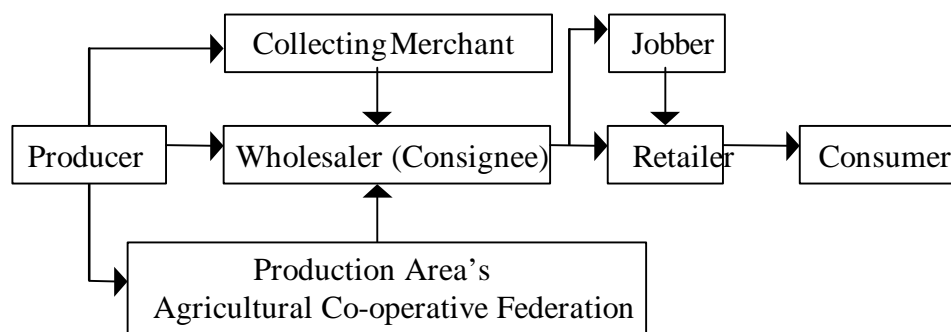 Collecting Merchant
Jobber
Producer
Wholesaler (Consignee)
Retailer
Consumer
Production Area's
Agricultural Co-operative Federation